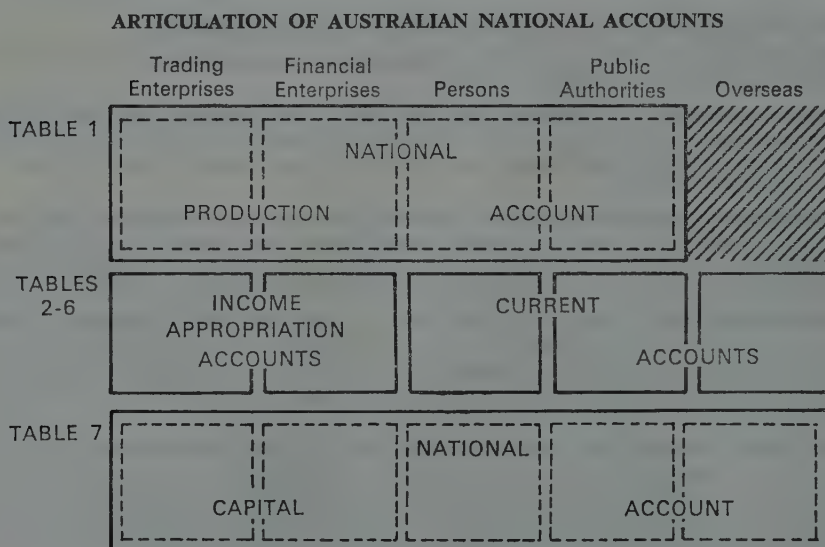 ARTICULATION OF AUSTRALIAN NATIONAL ACCOUNTS
Trading Enterprises
Financial Enterprises
Persons
Public Authorities
Overseas
TABLE 1
NATIONAL
PRODUCTION ACCOUNT
TABLES 2-6
INCOME
APPROPRIATION
ACCOUNTS
CURRENT
ACCOUNTS
TABLE 7
NATIONAL
CAPITAL ACCOUNT